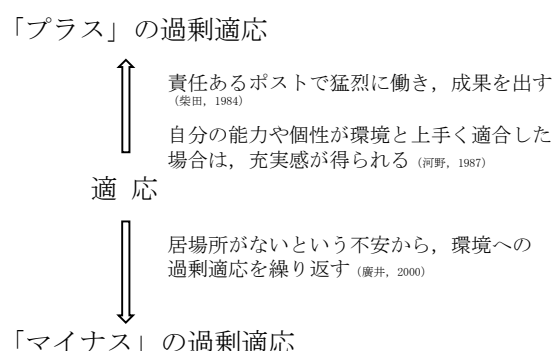 「プラス」の過剰適応
責任あるポストで猛烈に働き，成果を出す
（柴田，1984）
自分の能力や個性が環境と上手く適合した
場合は，充実感が得られる（河野，1987）
適 応
居場所がないという不安から，環境への
過剰適応を繰り返す（廣井，2000）
「マイナス」の過剰適応